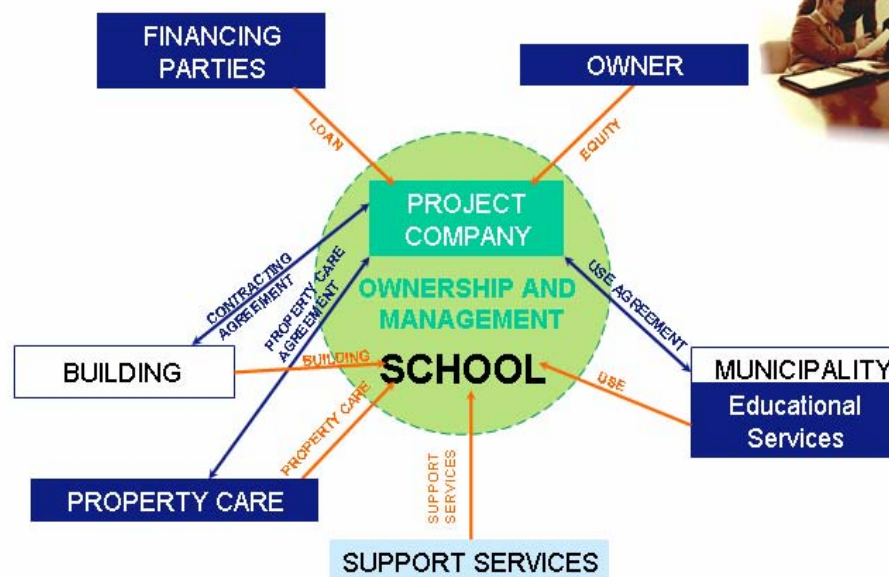 FINANCING
PARTIES
OWNER
LOAN
EQUITY
PROJECT
COMPANY
CONTRACTING
AGREEMENT
PROPERTY CARE
AGREEMENT
USE AGREEMENT
OWNERSHIP AND
MANAGEMENT
BUILDING
BUILDING
SCHOOL
USE
MUNICIPALITY
Educational
Services
PROPERTY CARE
PROPERTY CARE
SUPPORT
SERVICES
SUPPORT SERVICES